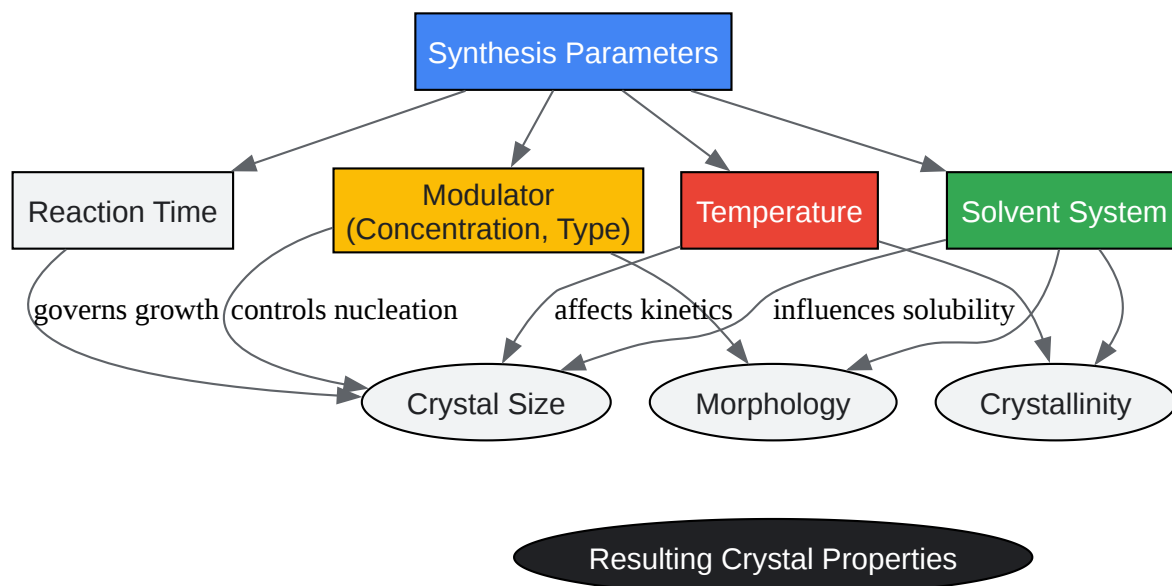 Synthesis Parameters
Reaction Time
Modulator
(Concentration, Type)
Temperature
Solvent System
governs growth
controls nucleation
affects kinetics
influences solubility
Crystal Size
Morphology
Crystallinity
Resulting Crystal Properties